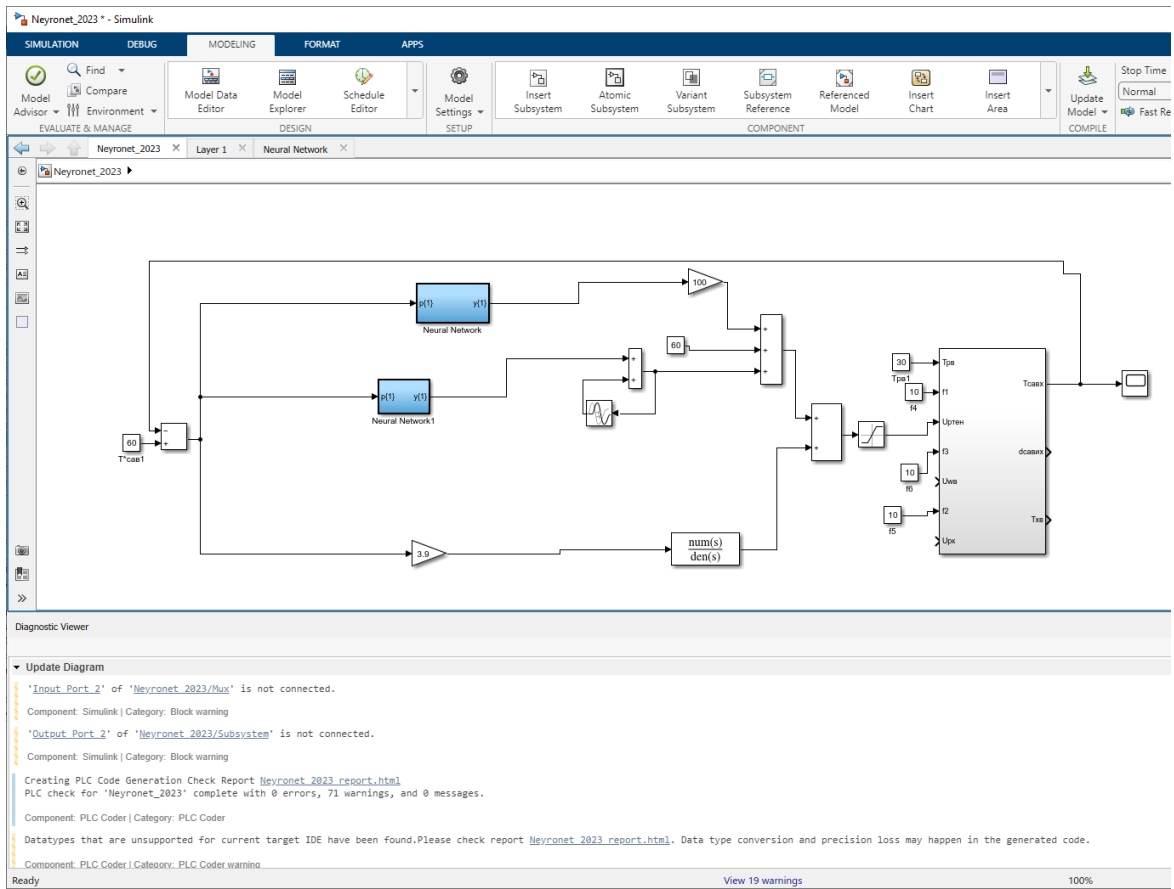 Neyronet_2023 * - Simulink
SIMULATION DEBUG MODELING FORMAT APPS
Find
Compare
Environment
Model
Advisor
EVALUATE & MANAGE
Model Data
Editor
Model
Explorer
Schedule
Editor
DESIGN
Model
Settings
SETUP
Insert
Subsystem
Atomic
Subsystem
Variant
Subsystem
Subsystem
Reference
Referenced
Model
Insert
Chart
Insert
Area
COMPONENT
Update
Model
COMPILE
Stop Time
Normal
Fast Re
Neyronet_2023 Layer 1 Neural Network
Neyronet_2023
100
p{1} y{1}
Neural Network
60
p{1} y{1}
Neural Network1
60
T*сав1
3.9
num(s)
den(s)
30
Tрв1
10
f4
10
f6
10
f5
Tрв
f1
Uртен
f3
Uwв
f2
Uрк
Tсавх
dсавих
Tхв
Diagnostic Viewer
Update Diagram
'Input Port 2' of 'Neyronet_2023/Mux' is not connected.
Component: Simulink | Category: Block warning
'Output Port 2' of 'Neyronet_2023/Subsystem' is not connected.
Component: Simulink | Category: Block warning
Creating PLC Code Generation Check Report Neyronet_2023_report.html
PLC check for 'Neyronet_2023' complete with 0 errors, 71 warnings, and 0 messages.
Component: PLC Coder | Category: PLC Coder
Datatypes that are unsupported for current target IDE have been found.Please check report Neyronet_2023_report.html. Data type conversion and precision loss may happen in the generated code.
Component: PLC Coder | Category: PLC Coder warning
Ready View 19 warnings 100%